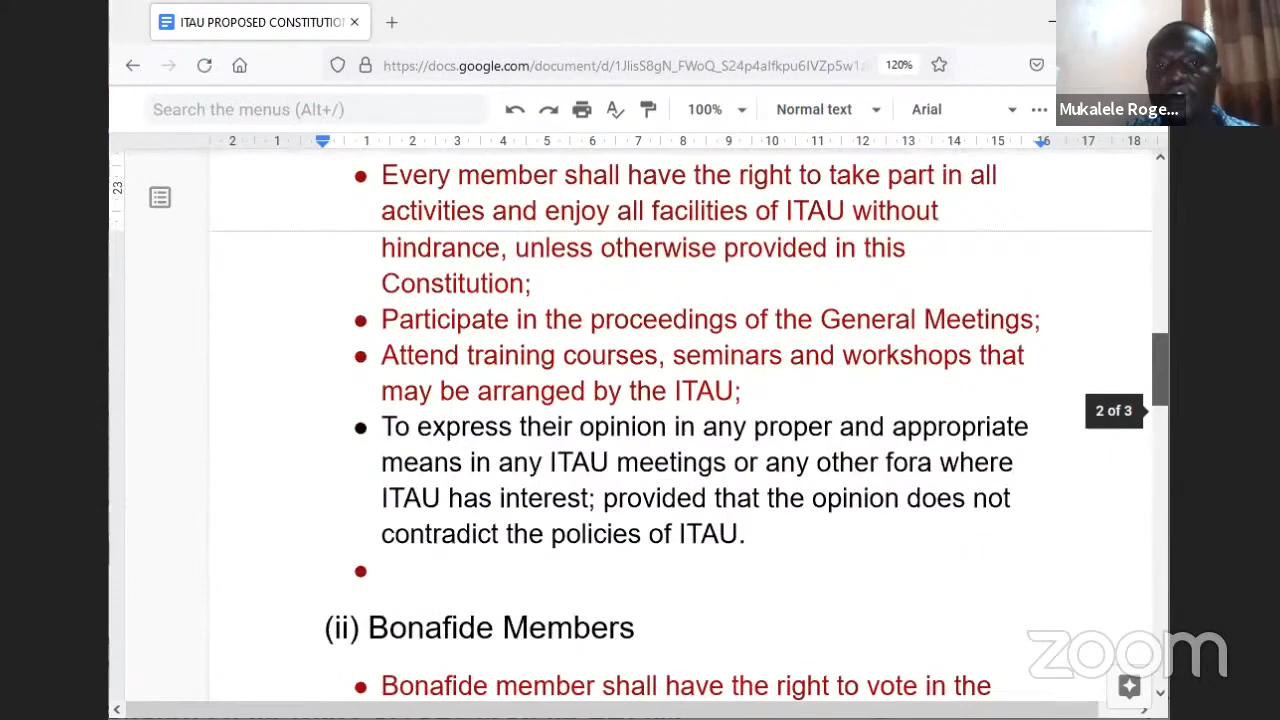 ITAU PROPOSED CONSTITUTION
https://docs.google.com/document/d/1JlisS8gN_FWoQ_S24p4aIfkpu6IVZp5w1
120%
Search the menus (Alt+/)
100%
Normal text
Arial
Mukalele Roge...
2 1 1 2 3 4 5 6 7 8 9 10 11 12 13 14 15 16 17 18
23
Every member shall have the right to take part in all
activities and enjoy all facilities of ITAU without
hindrance, unless otherwise provided in this
Constitution;
Participate in the proceedings of the General Meetings;
Attend training courses, seminars and workshops that
may be arranged by the ITAU;
To express their opinion in any proper and appropriate
means in any ITAU meetings or any other fora where
ITAU has interest; provided that the opinion does not
contradict the policies of ITAU.
2 of 3
(ii) Bonafide Members
Bonafide member shall have the right to vote in the
zoom